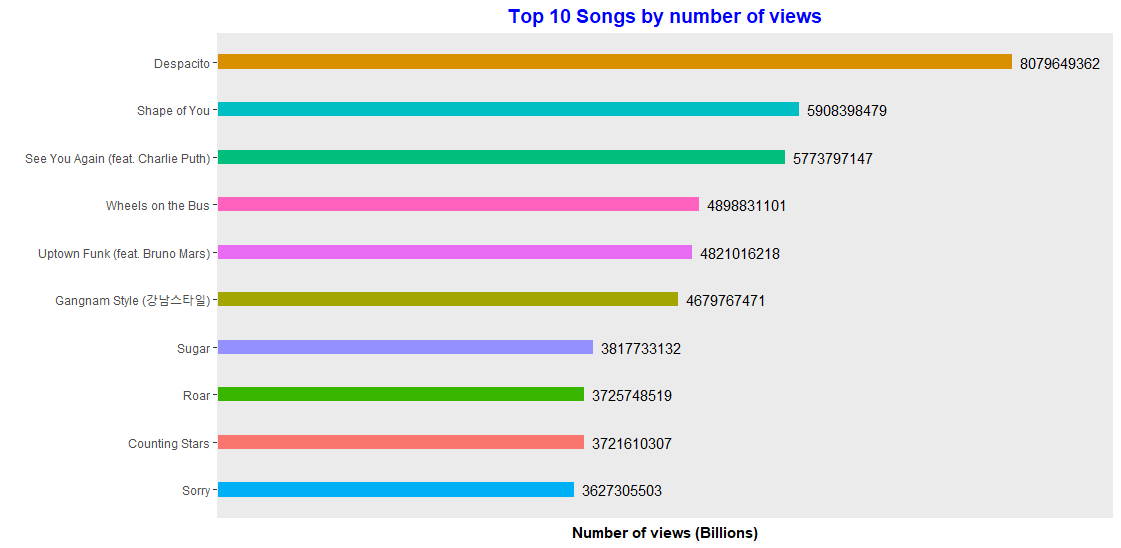 Top 10 Songs by number of views
Despacito 8079649362
Shape of You 5908398479
See You Again (feat. Charlie Puth) 5773797147
Wheels on the Bus 4898831101
Uptown Funk (feat. Bruno Mars) 4821016218
Gangnam Style (강남스타일) 4679767471
Sugar 3817733132
Roar 3725748519
Counting Stars 3721610307
Sorry 3627305503
Number of views (Billions)